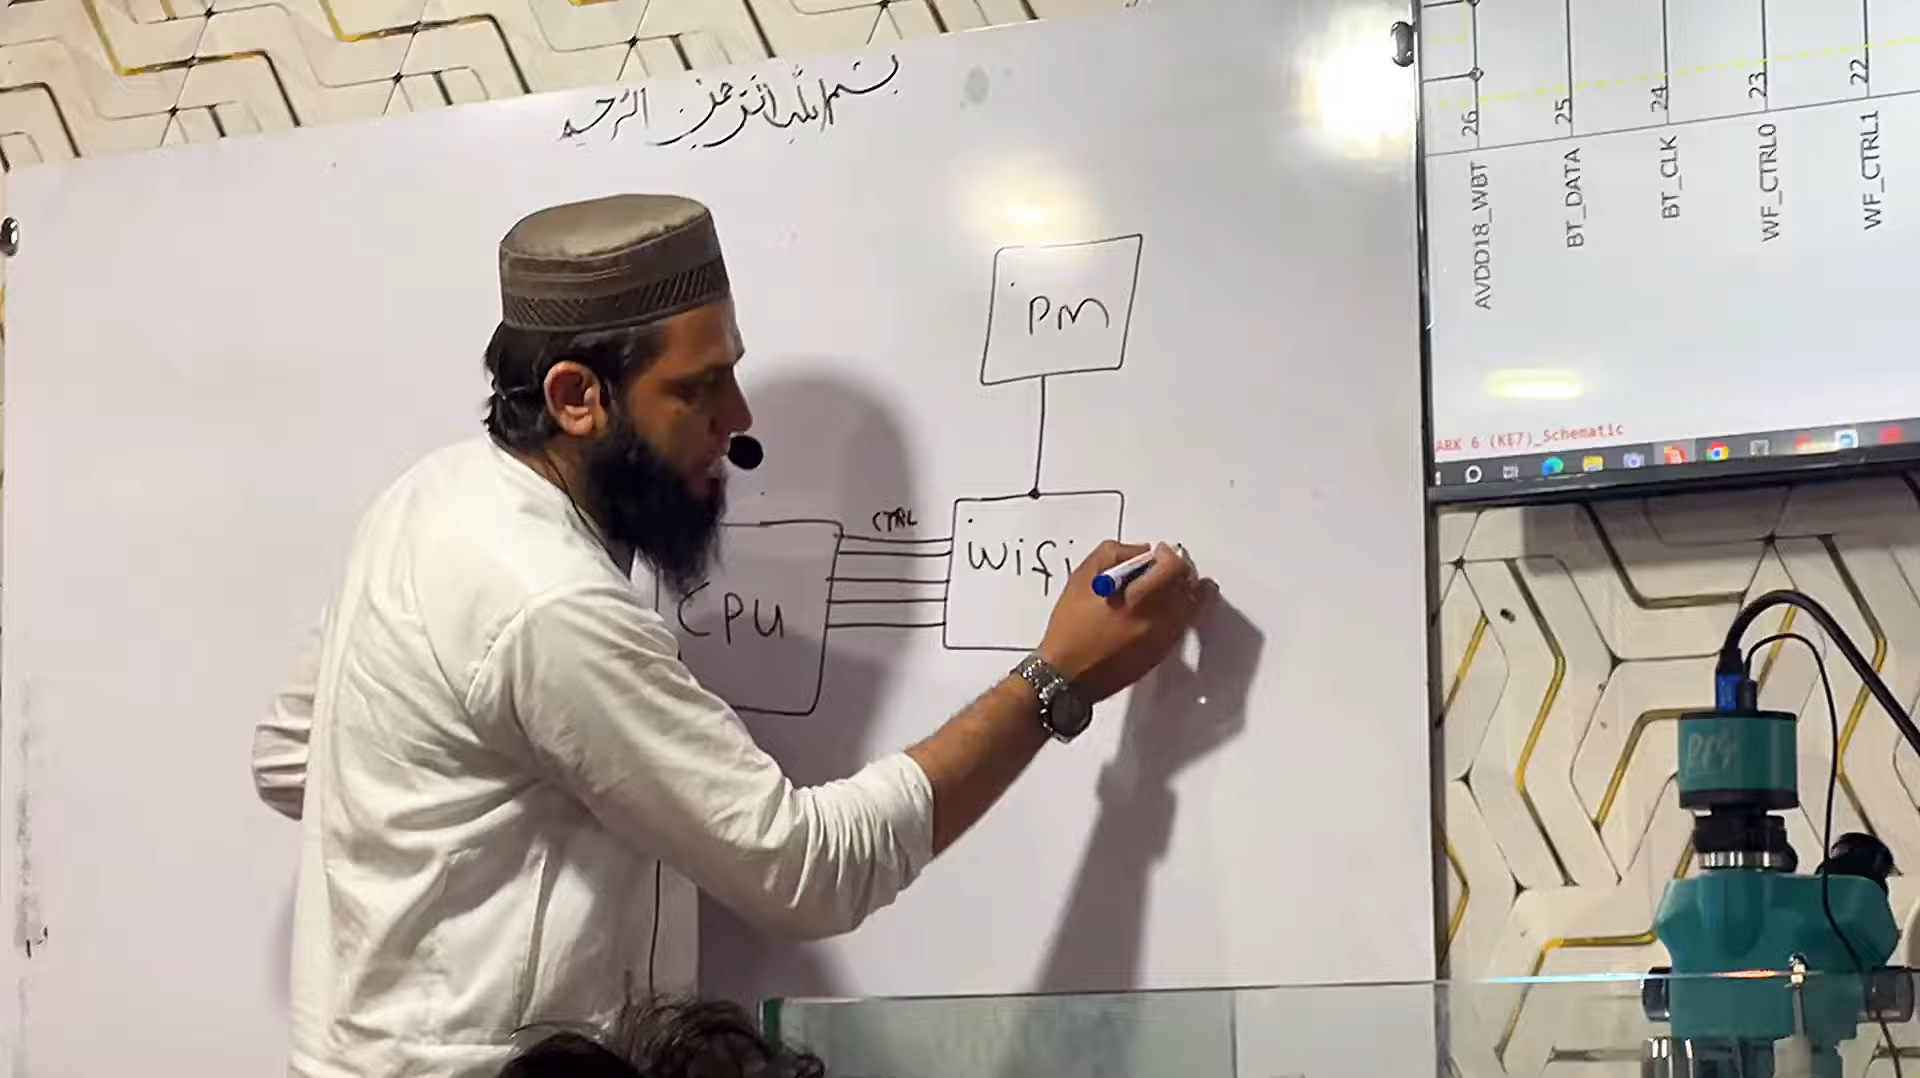 بسم اللہ الرحمٰن الرحیم
PM
CTRL
Wifi
CPU
26
25
24
23
22
AVDD18_WBT
BT_DATA
BT_CLK
WF_CTRL0
WF_CTRL1
ARK 6 (KE7)_Schematic